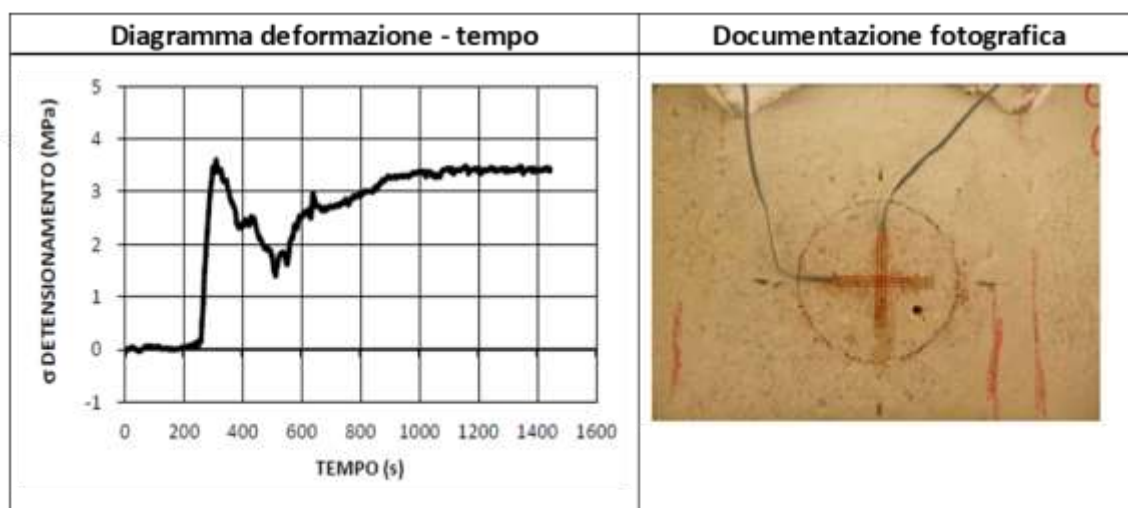 Diagramma deformazione - tempo
Documentazione fotografica
σ DETENSIONAMENTO (MPa)
5
4
3
2
1
0
-1
0 200 400 600 800 1000 1200 1400 1600
TEMPO (s)